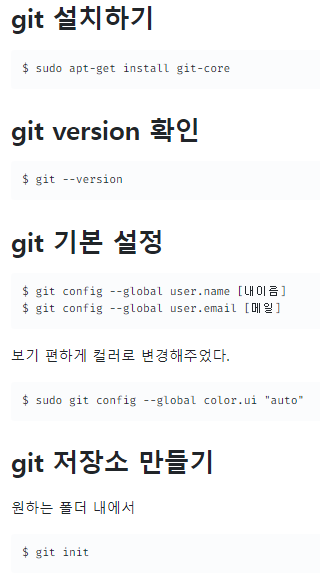 git 설치하기
$ sudo apt-get install git-core
git version 확인
$ git --version
git 기본 설정
$ git config --global user.name [내이음]
$ git config --global user.email [메일]
보기 편하게 컬러로 변경해주었다.
$ sudo git config --global color.ui "auto"
git 저장소 만들기
원하는 폴더 내에서
$ git init